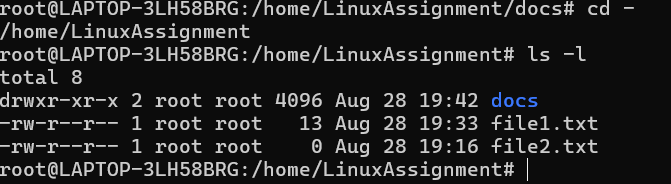 root@LAPTOP-3LH58BRG:/home/LinuxAssignment/docs# cd -
/home/LinuxAssignment
root@LAPTOP-3LH58BRG:/home/LinuxAssignment# ls -l
total 8
drwxr-xr-x 2 root root 4096 Aug 28 19:42 docs
-rw-r--r-- 1 root root   13 Aug 28 19:33 file1.txt
-rw-r--r-- 1 root root    0 Aug 28 19:16 file2.txt
root@LAPTOP-3LH58BRG:/home/LinuxAssignment#